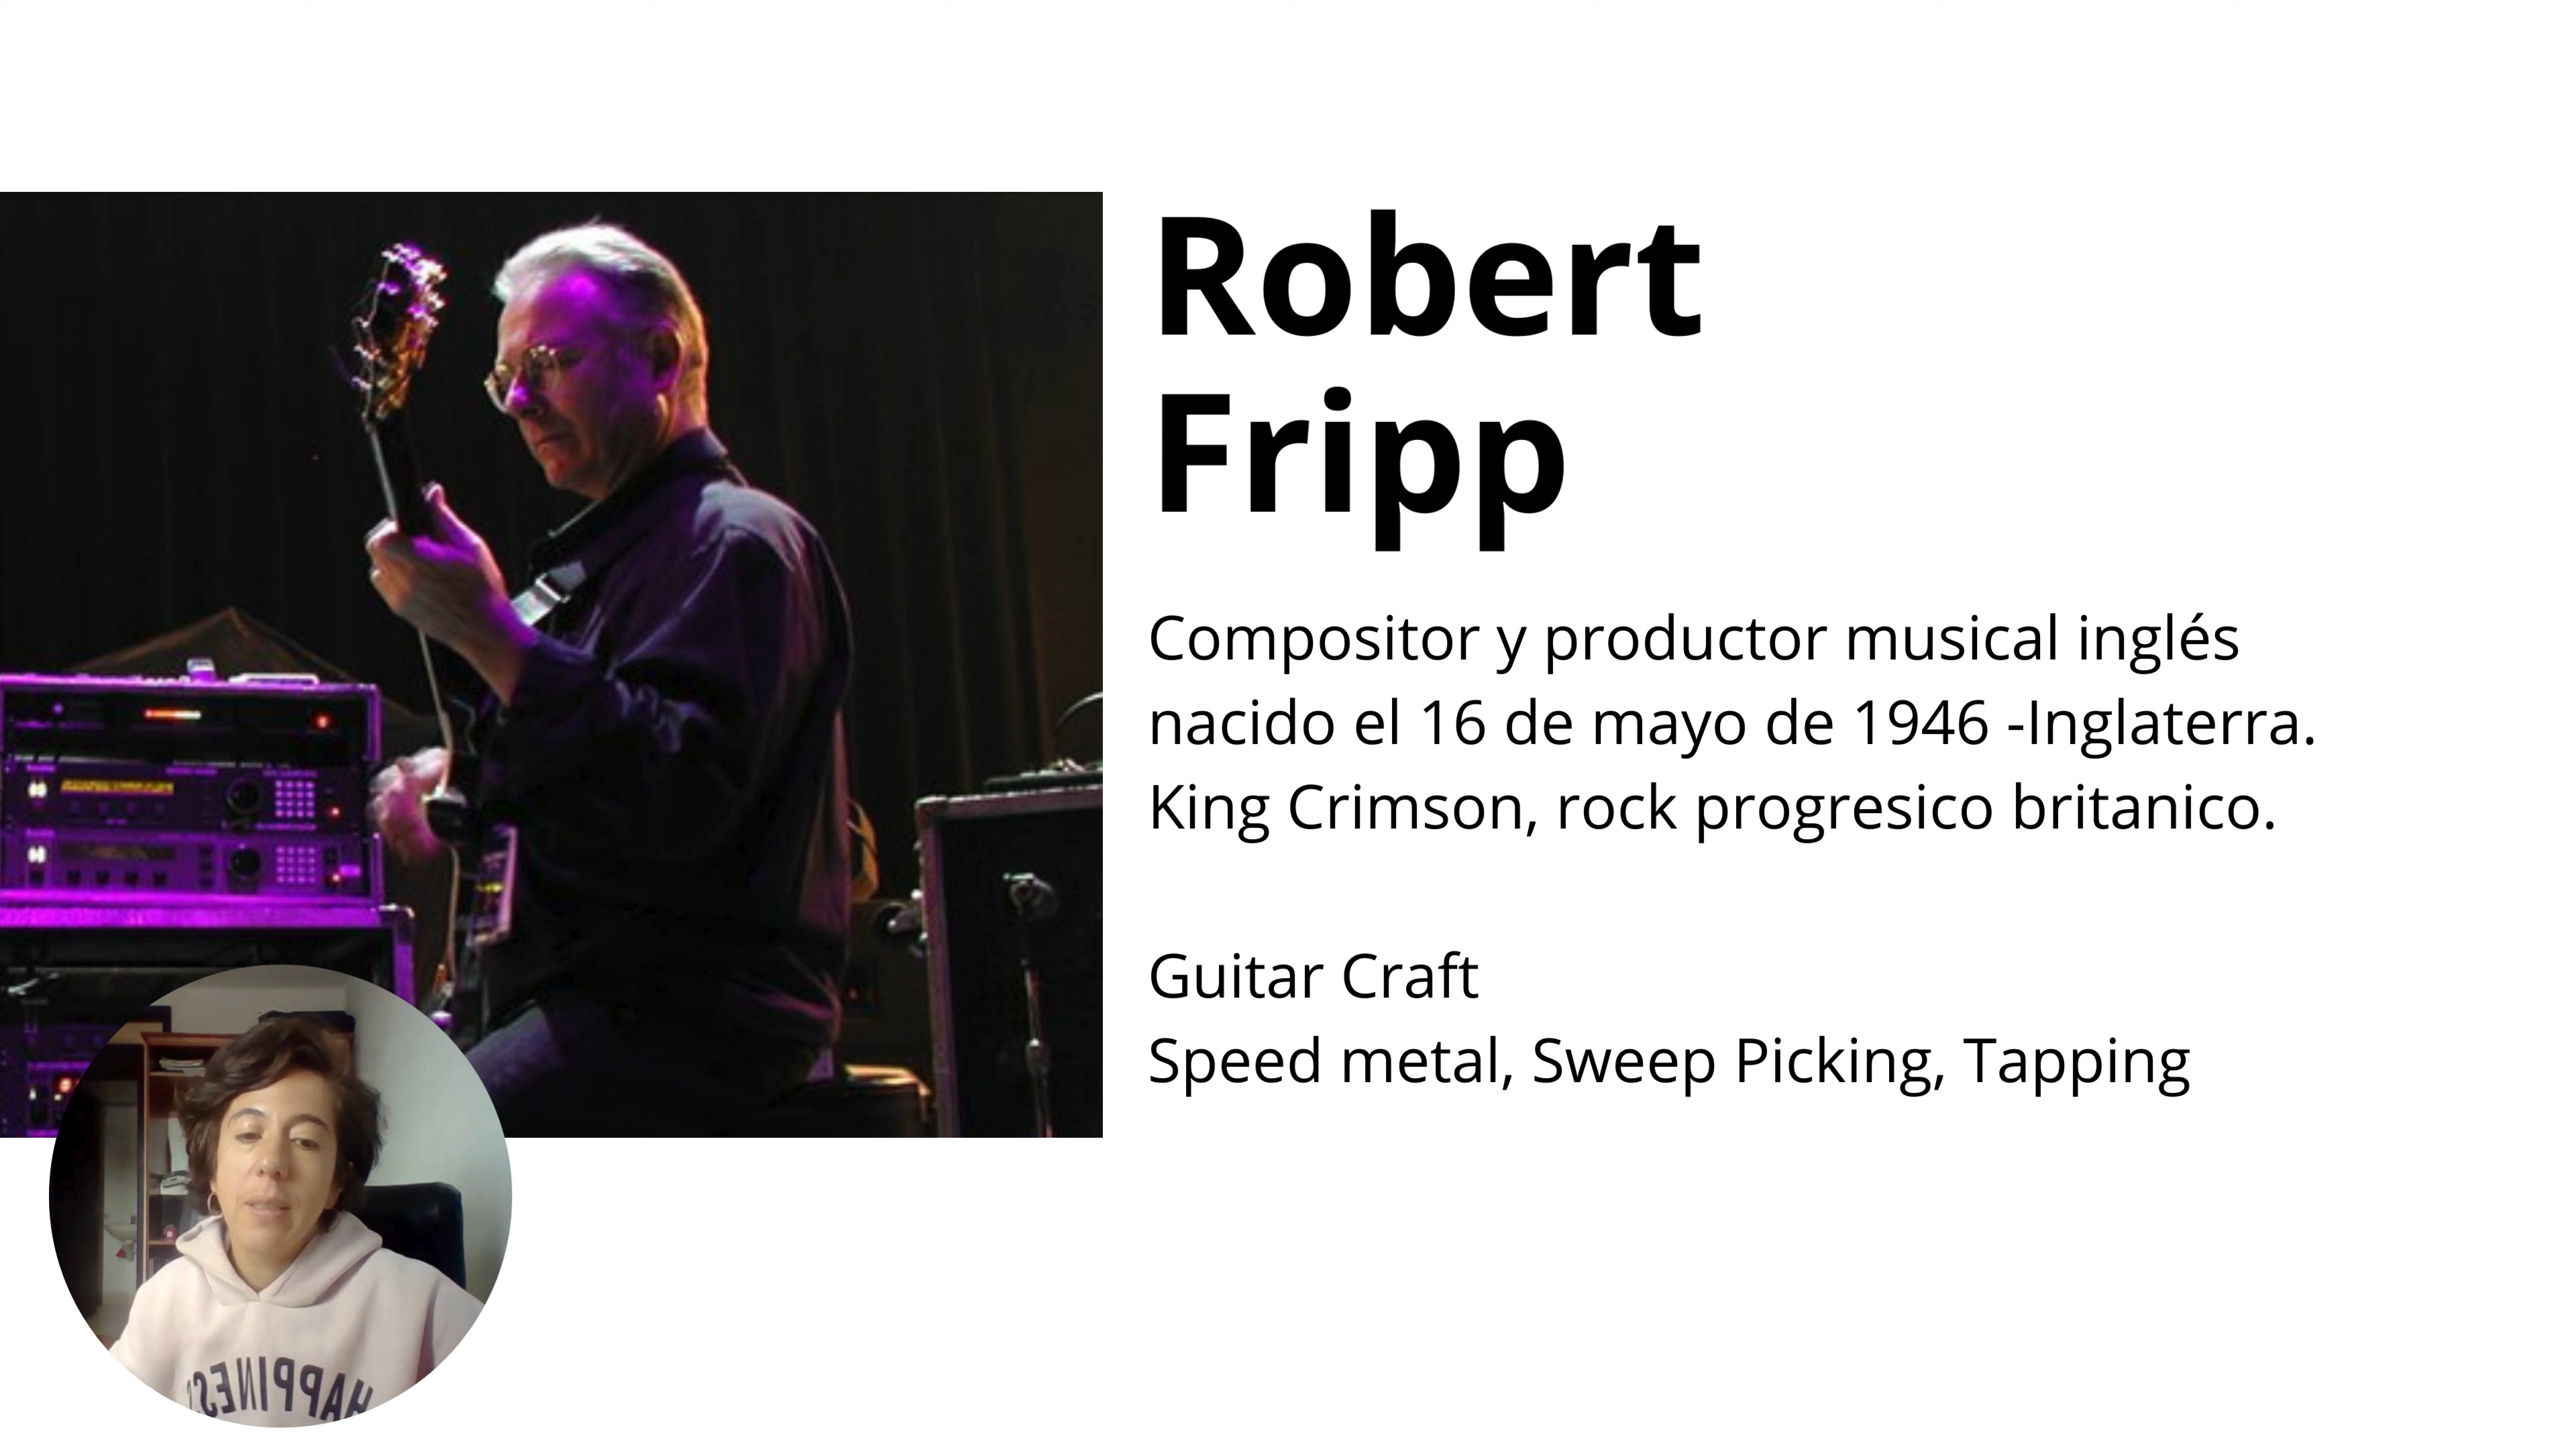 Robert
Fripp
Compositor y productor musical inglés
nacido el 16 de mayo de 1946 -Inglaterra.
King Crimson, rock progresico britanico.
Guitar Craft
Speed metal, Sweep Picking, Tapping
HAPPINESS